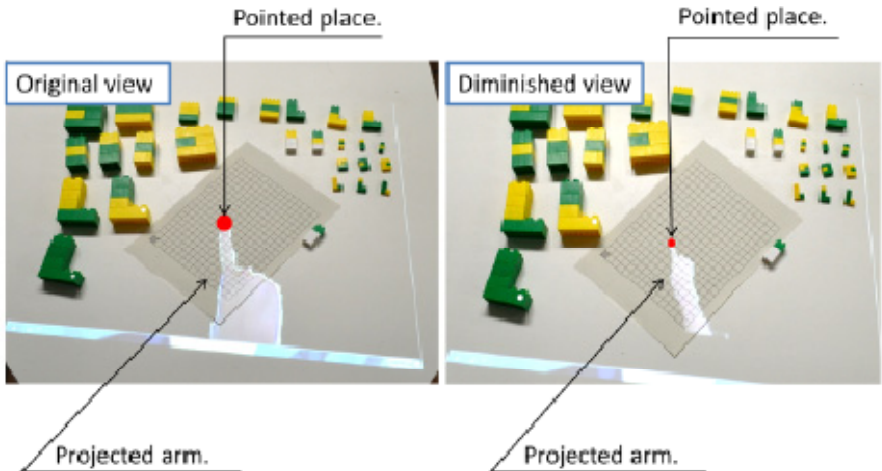 Pointed place.
Pointed place.
Original view
Diminished view
Projected arm.
Projected arm.